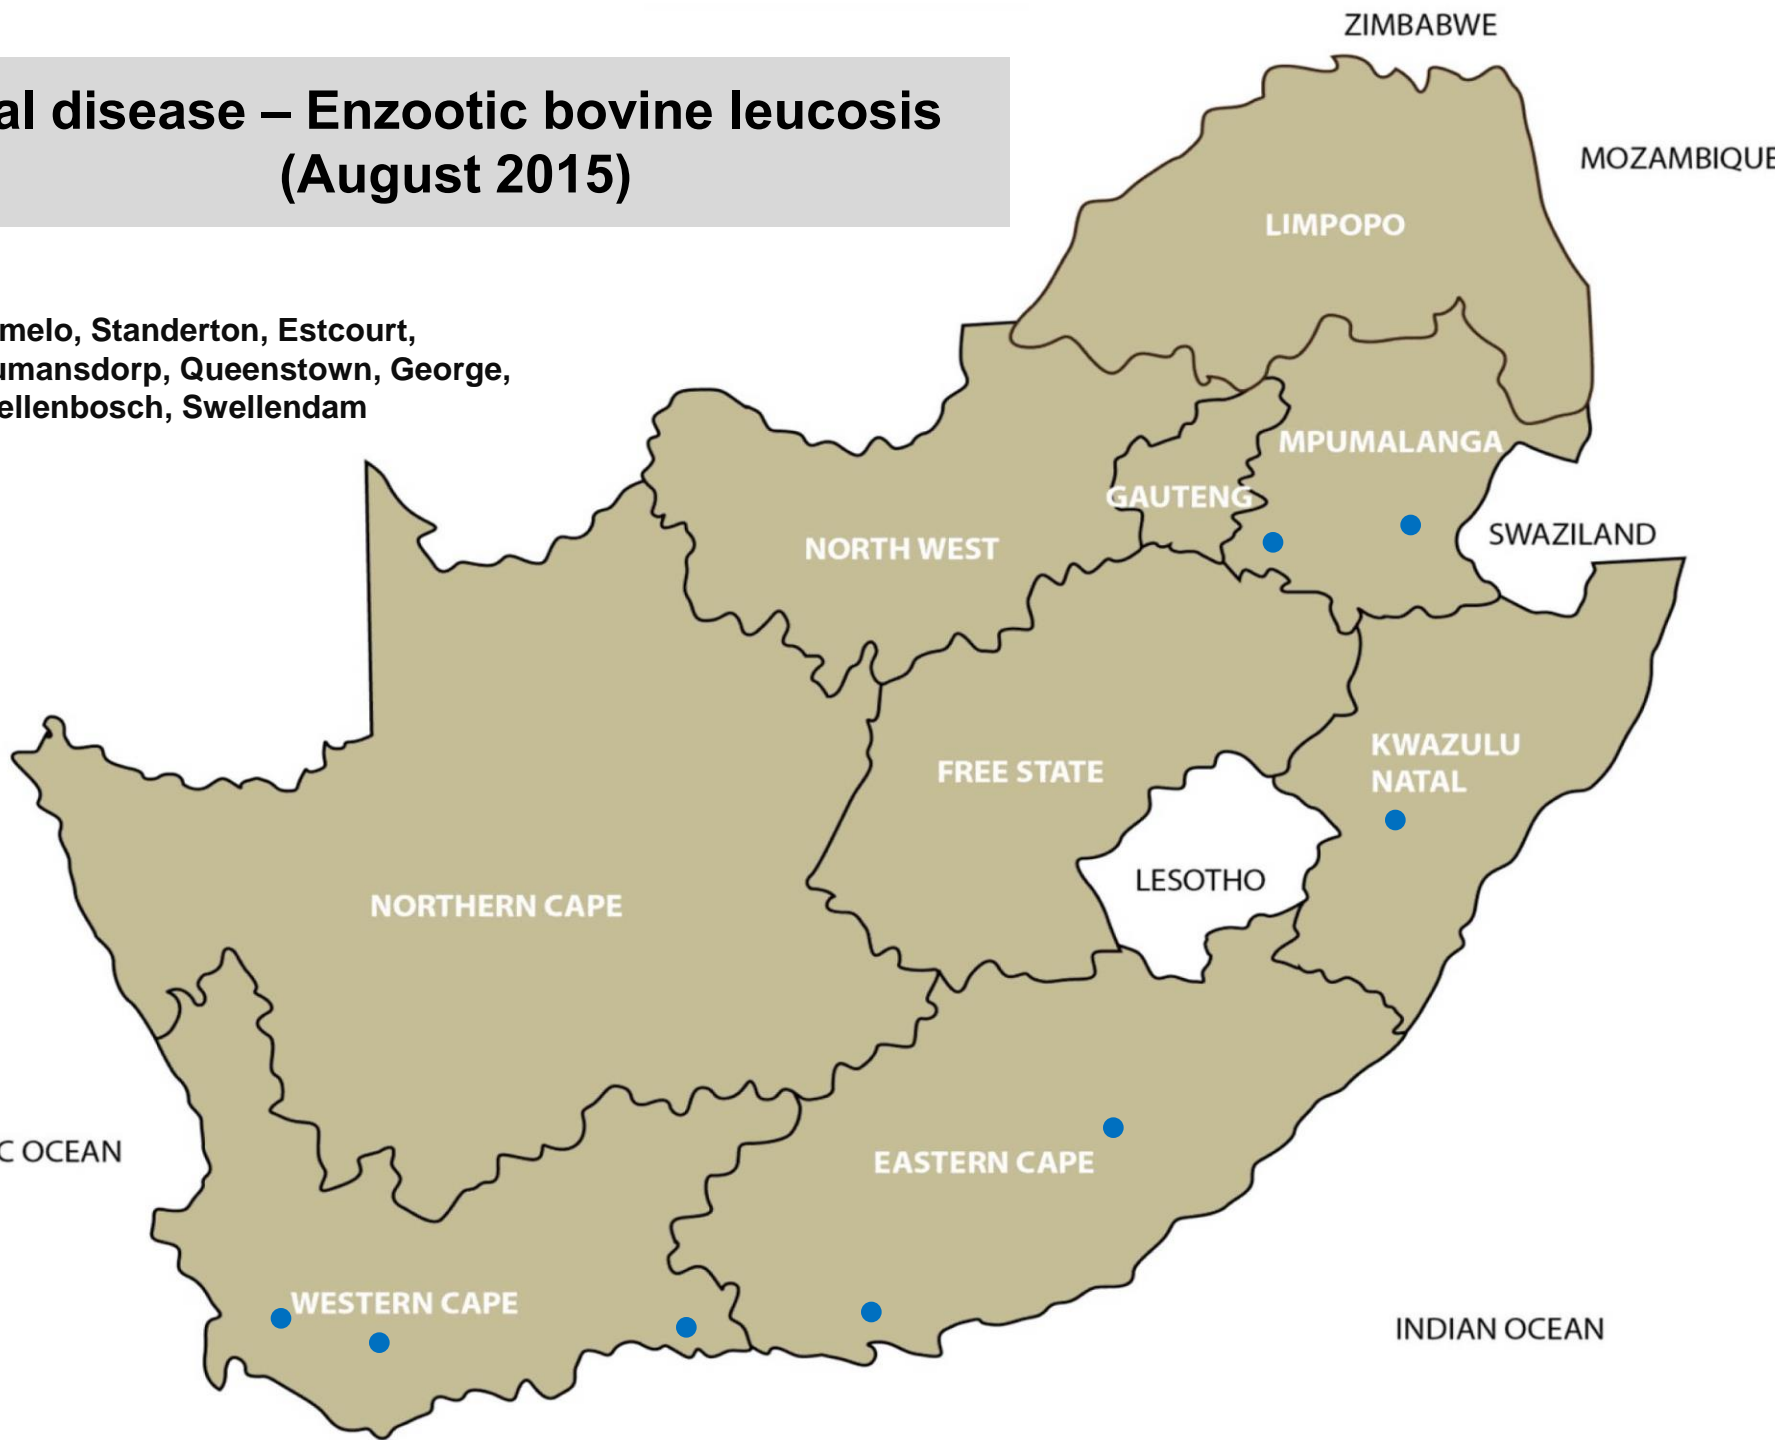 ZIMBABWE
al disease – Enzootic bovine leucosis
(August 2015)
MOZAMBIQUE
LIMPOPO
melo, Standerton, Estcourt,
umansdorp, Queenstown, George,
ellenbosch, Swellendam
MPUMALANGA
GAUTENG
SWAZILAND
NORTH WEST
KWAZULU
NATAL
FREE STATE
LESOTHO
NORTHERN CAPE
C OCEAN
EASTERN CAPE
WESTERN CAPE
INDIAN OCEAN